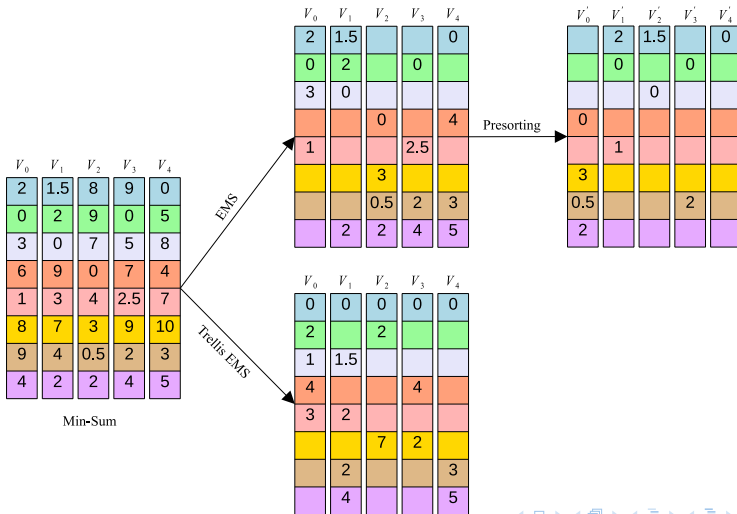 V0 V1 V2 V3 V4
2 1.5 8 9 0
0 2 9 0 5
3 0 7 5 8
6 9 0 7 4
1 3 4 2.5 7
8 7 3 9 10
9 4 0.5 2 3
4 2 2 4 5
Min-Sum
EMS
Trellis EMS
V0 V1 V2 V3 V4
2 1.5 0
0 2 0
3 0
0 4
1 2.5
3
0.5 2 3
2 2 4 5
Presorting
V0' V1' V2' V3' V4'
2 1.5 0
0 0
0
0
1
3
0.5 2
2
V0 V1 V2 V3 V4
0 0 0 0 0
2 2
1 1.5
4 4
3 2
7 2
2 3
4 5